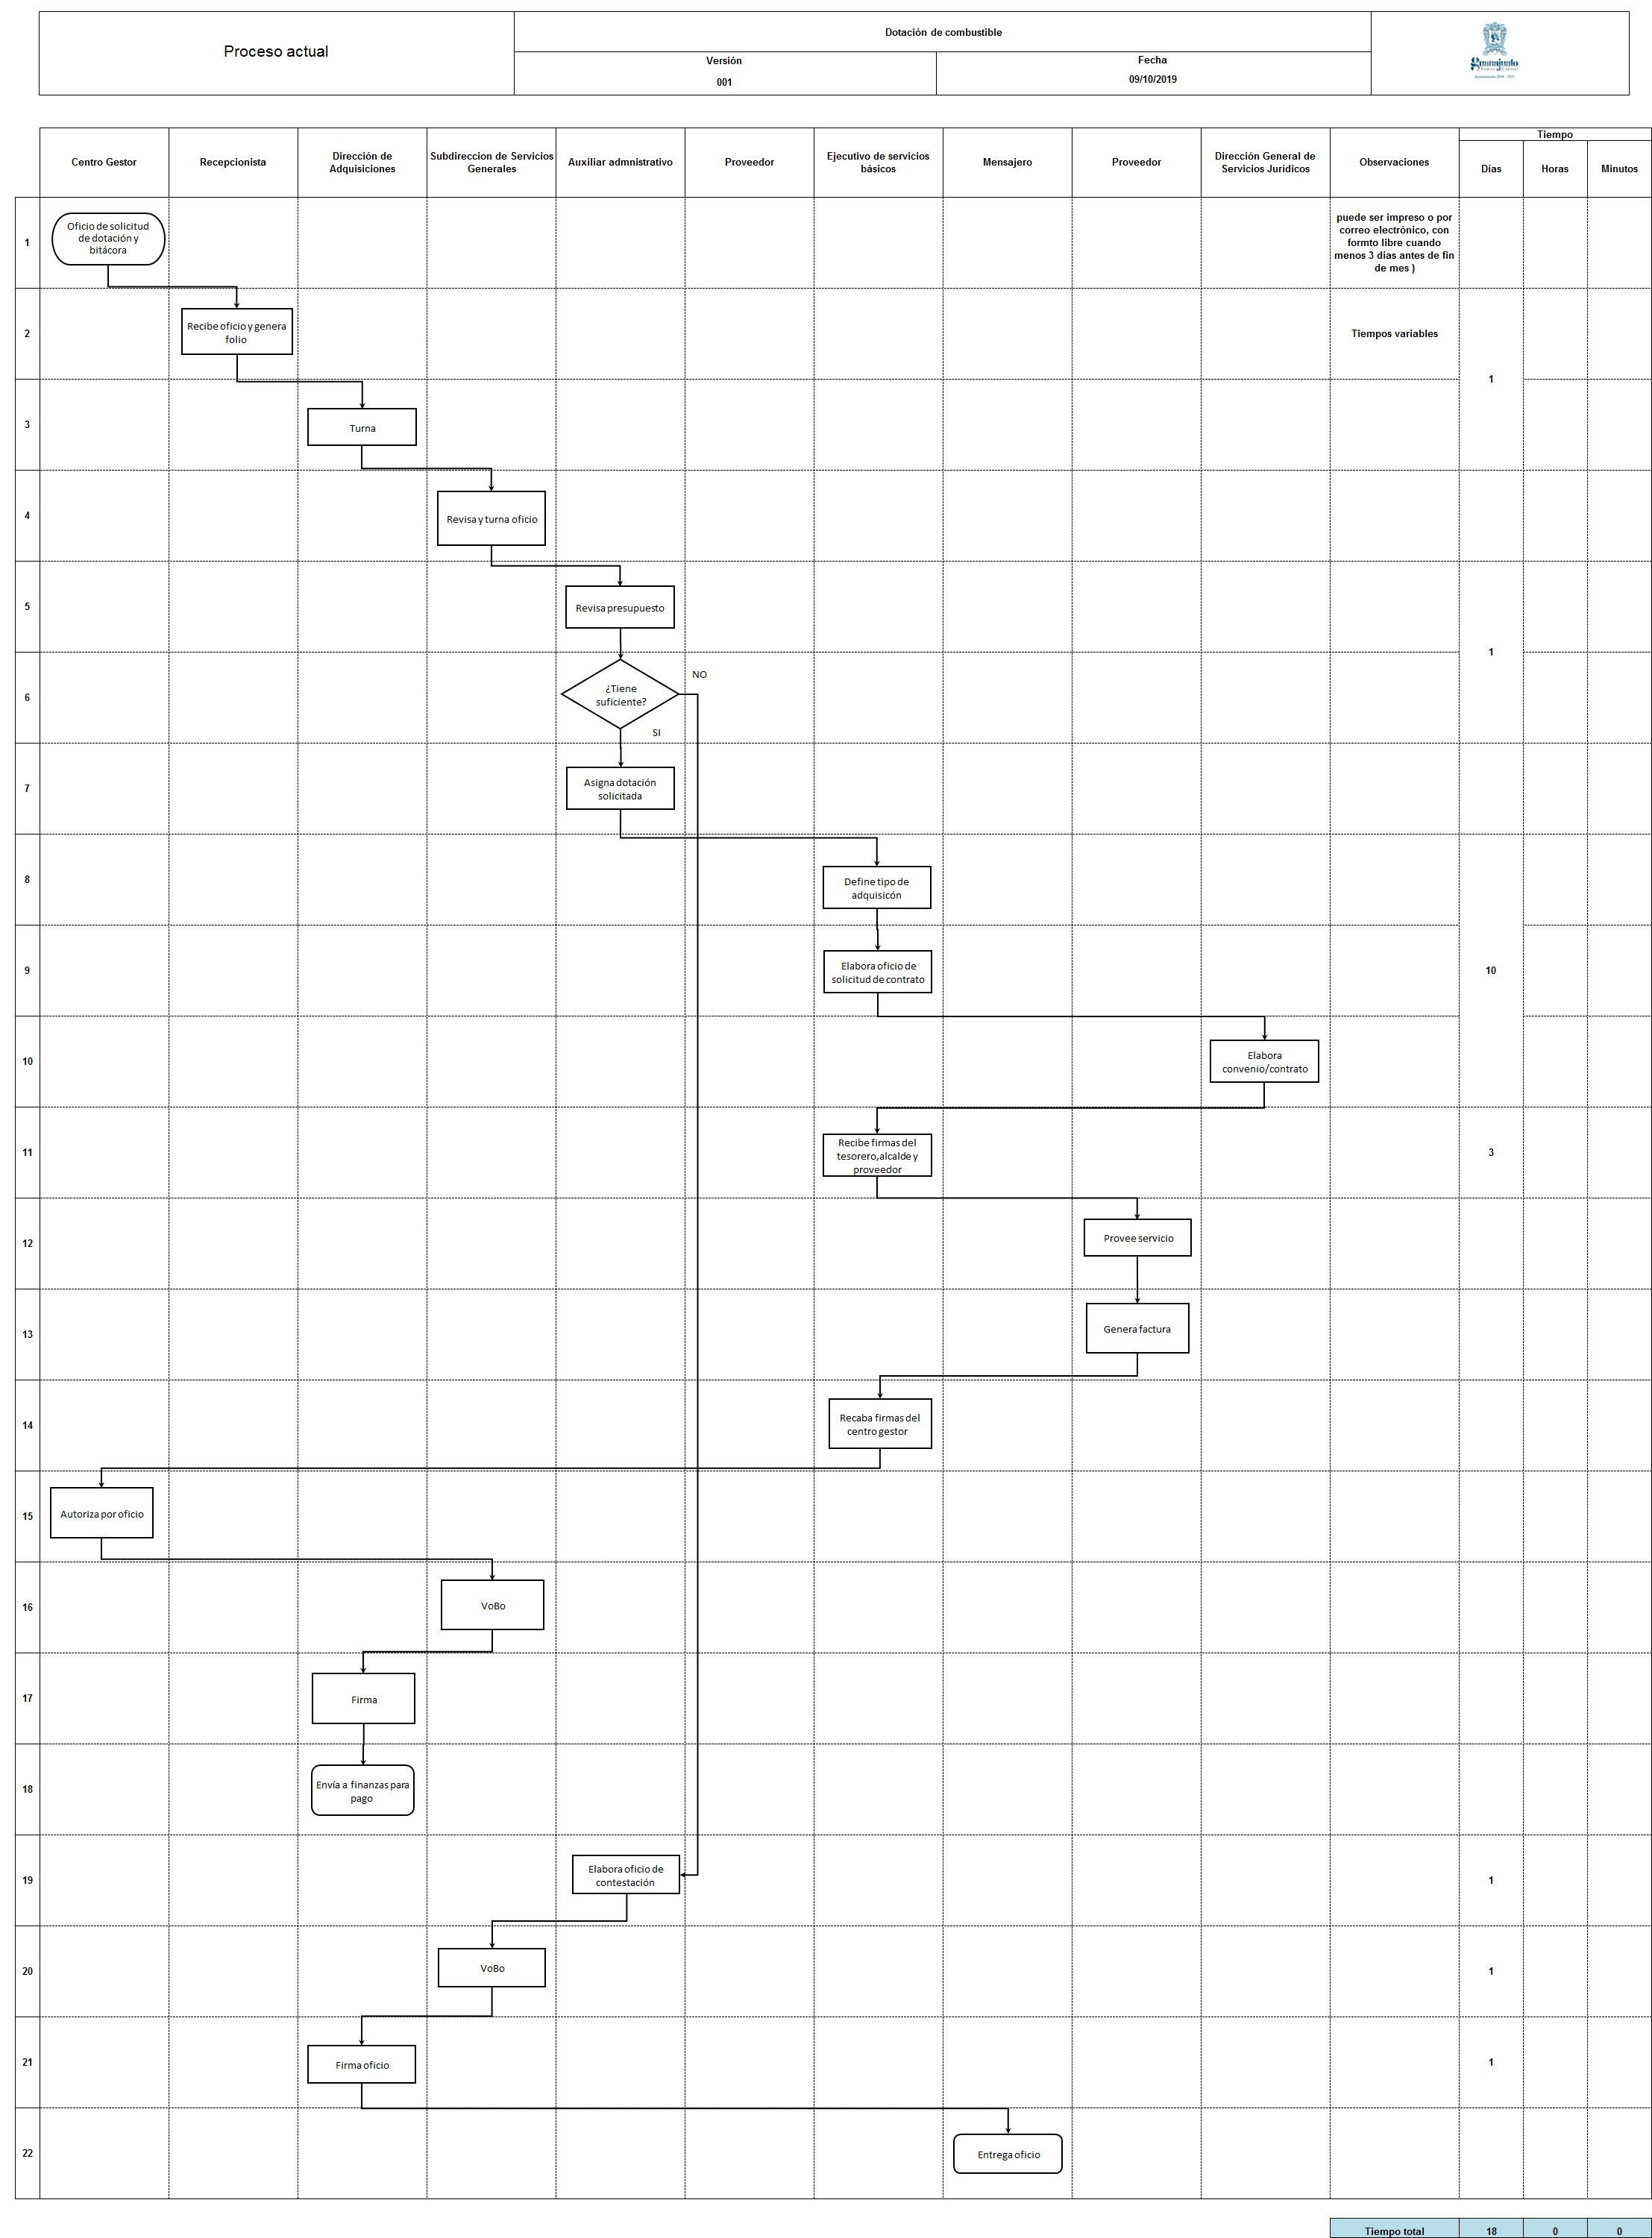 Proceso actual
Dotación de combustible
Versión
001
Fecha
09/10/2019
guanajuato
Somos Capital
Ayuntamiento 2018 - 2021
Centro Gestor
Recepcionista
Dirección de
Adquisiciones
Subdireccion de Servicios
Generales
Auxiliar admnistrativo
Proveedor
Ejecutivo de servicios
básicos
Mensajero
Proveedor
Dirección General de
Servicios Jurídicos
Observaciones
Tiempo
Días
Horas
Minutos
1
Oficio de solicitud
de dotación y
bitácora
puede ser impreso o por
correo electrónico, con
formto libre cuando
menos 3 dias antes de fin
de mes )
2
Recibe oficio y genera
folio
Tiempos variables
1
3
Turna
4
Revisa y turna oficio
5
Revisa presupuesto
1
6
¿Tiene
suficiente?
NO
SI
7
Asigna dotación
solicitada
8
Define tipo de
adquisicón
9
Elabora oficio de
solicitud de contrato
10
10
Elabora
convenio/contrato
11
Recibe firmas del
tesorero,alcalde y
proveedor
3
12
Provee servicio
13
Genera factura
14
Recaba firmas del
centro gestor
15
Autoriza por oficio
16
VoBo
17
Firma
18
Envía a finanzas para
pago
19
Elabora oficio de
contestación
1
20
VoBo
1
21
Firma oficio
1
22
Entrega oficio
Tiempo total
18
0
0